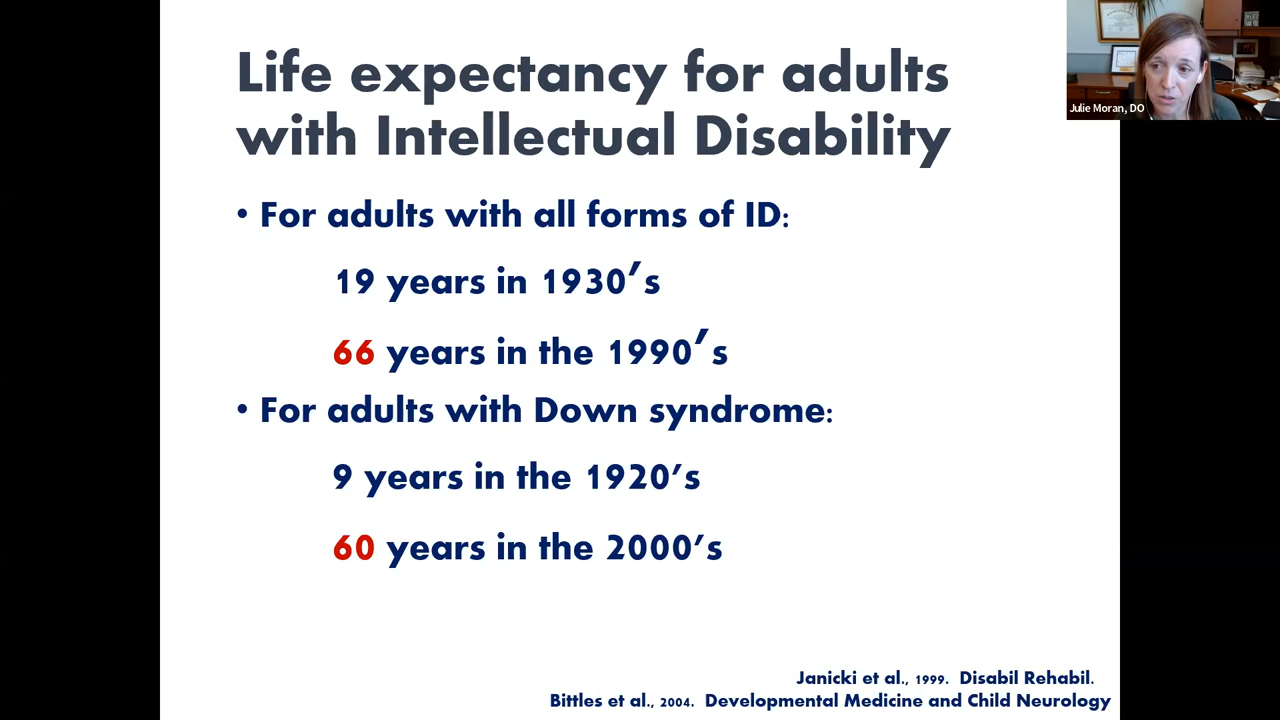 Life expectancy for adults
with Intellectual Disability
• For adults with all forms of ID:
19 years in 1930's
66 years in the 1990's
• For adults with Down syndrome:
9 years in the 1920's
60 years in the 2000's
Janicki et al., 1999. Disabil Rehabil.
Bittles et al., 2004. Developmental Medicine and Child Neurology
Julie Moran, DO